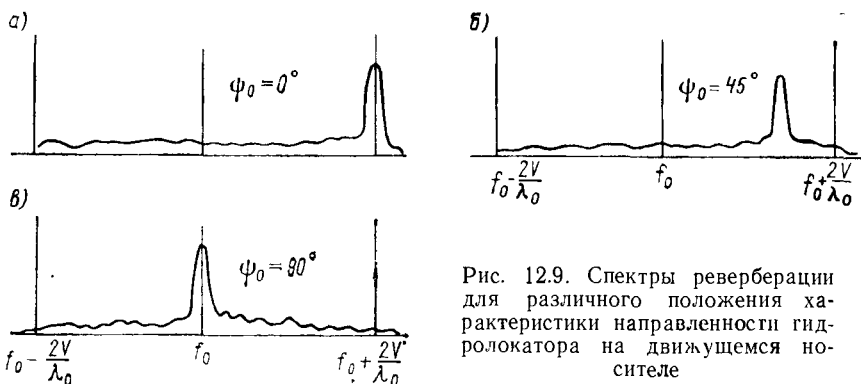 а)
ψ₀ = 0°
б)
ψ₀ = 45°
f₀ - 2V/λ₀
f₀
f₀ + 2V/λ₀
в)
ψ₀ = 90°
f₀ - 2V/λ₀
f₀
f₀ + 2V/λ₀
Рис. 12.9. Спектры реверберации
для различного положения ха-
рактеристики направленности гид-
ролокатора на движущемся но-
сителе